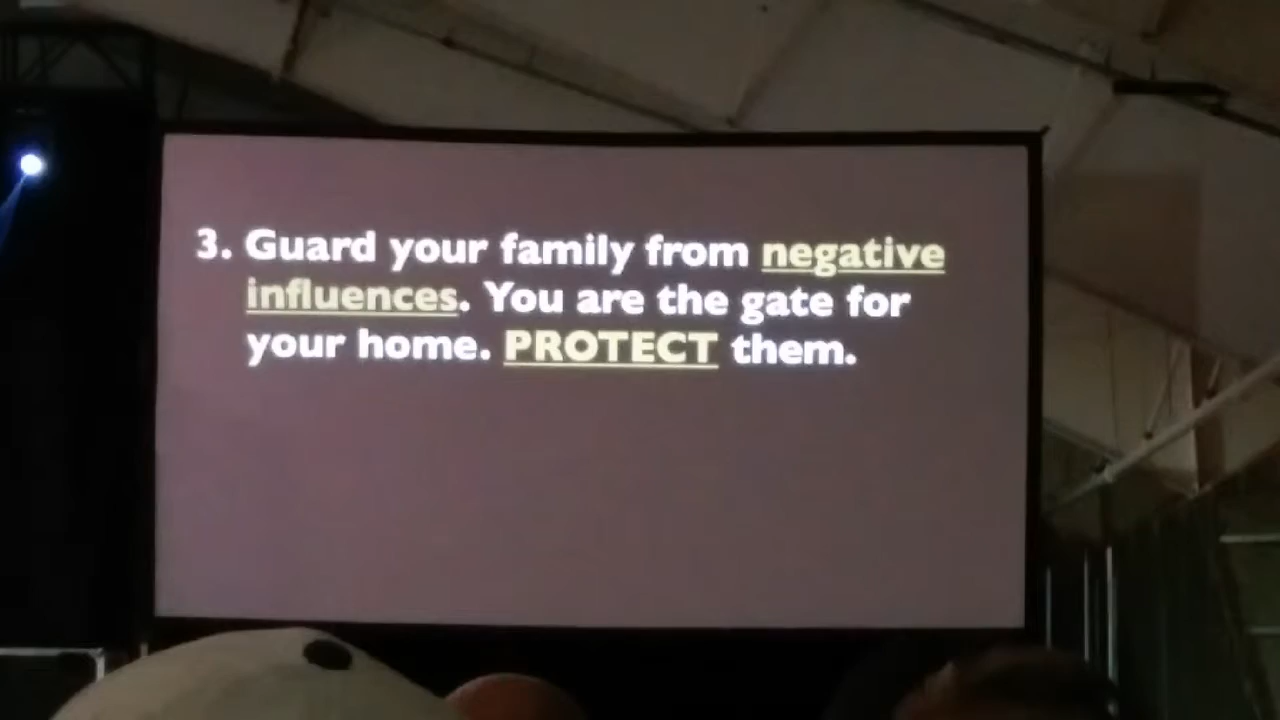 3. Guard your family from negative
influences. You are the gate for
your home. PROTECT them.